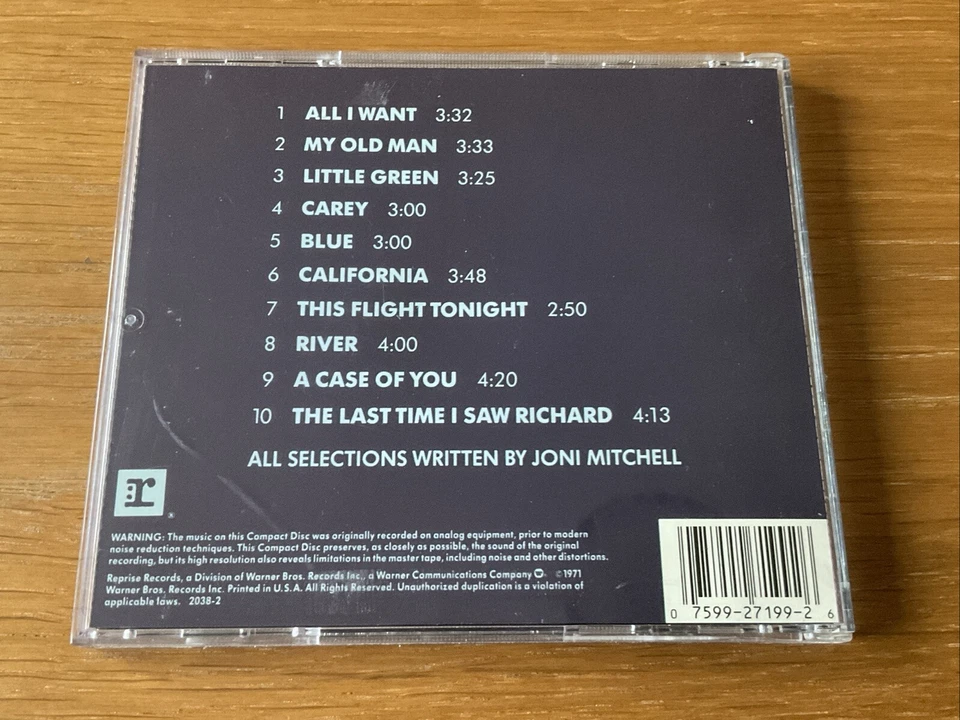 1 ALL I WANT 3:32
2 MY OLD MAN 3:33
3 LITTLE GREEN 3:25
4 CAREY 3:00
5 BLUE 3:00
6 CALIFORNIA 3:48
7 THIS FLIGHT TONIGHT 2:50
8 RIVER 4:00
9 A CASE OF YOU 4:20
10 THE LAST TIME I SAW RICHARD 4:13
ALL SELECTIONS WRITTEN BY JONI MITCHELL
:r ®
WARNING: The music on this Compact Disc was originally recorded on analog equipment, prior to modern
noise reduction techniques. This Compact Disc preserves, as closely as possible, the sound of the original
recording, but its high resolution also reveals limitations in the master tape, including noise and other distortions.
Reprise Records, a Division of Warner Bros. Records Inc., a Warner Communications Company ©1971
Warner Bros. Records Inc. Printed in U.S.A. All Rights Reserved. Unauthorized duplication is a violation of
applicable laws. 2038-2
0 7599-27199-2 6